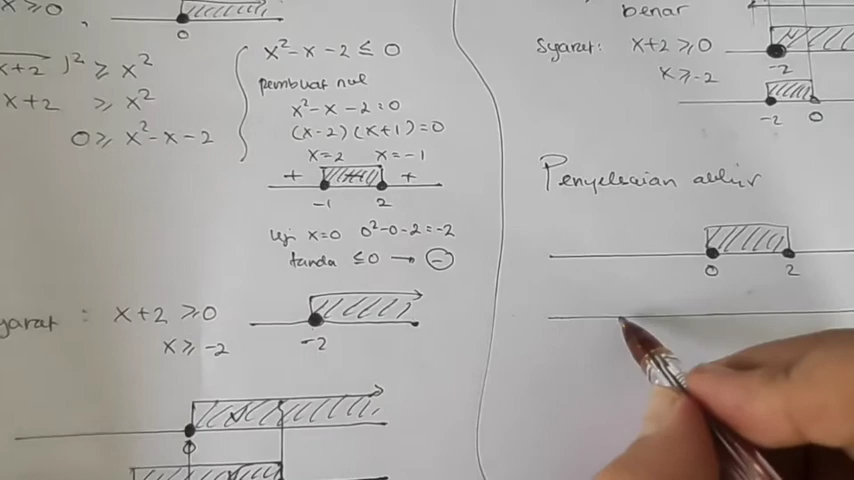 x ≥ 0 ,
0
x+2 )² ≥ x²
x+2 ≥ x²
0 ≥ x²-x-2
x²-x-2 ≤ 0
pembuat nol
x²-x-2=0
(x-2)(x+1)=0
x=2 x=-1
+ - +
-1 2
uji x=0 0²-0-2=-2
tanda ≤0 → -
yarat : x+2 ≥ 0
x ≥ -2
-2
0
benar
Syarat: x+2 ≥ 0
x ≥ -2
-2
-2 0
Penyelesaian akhir
0 2